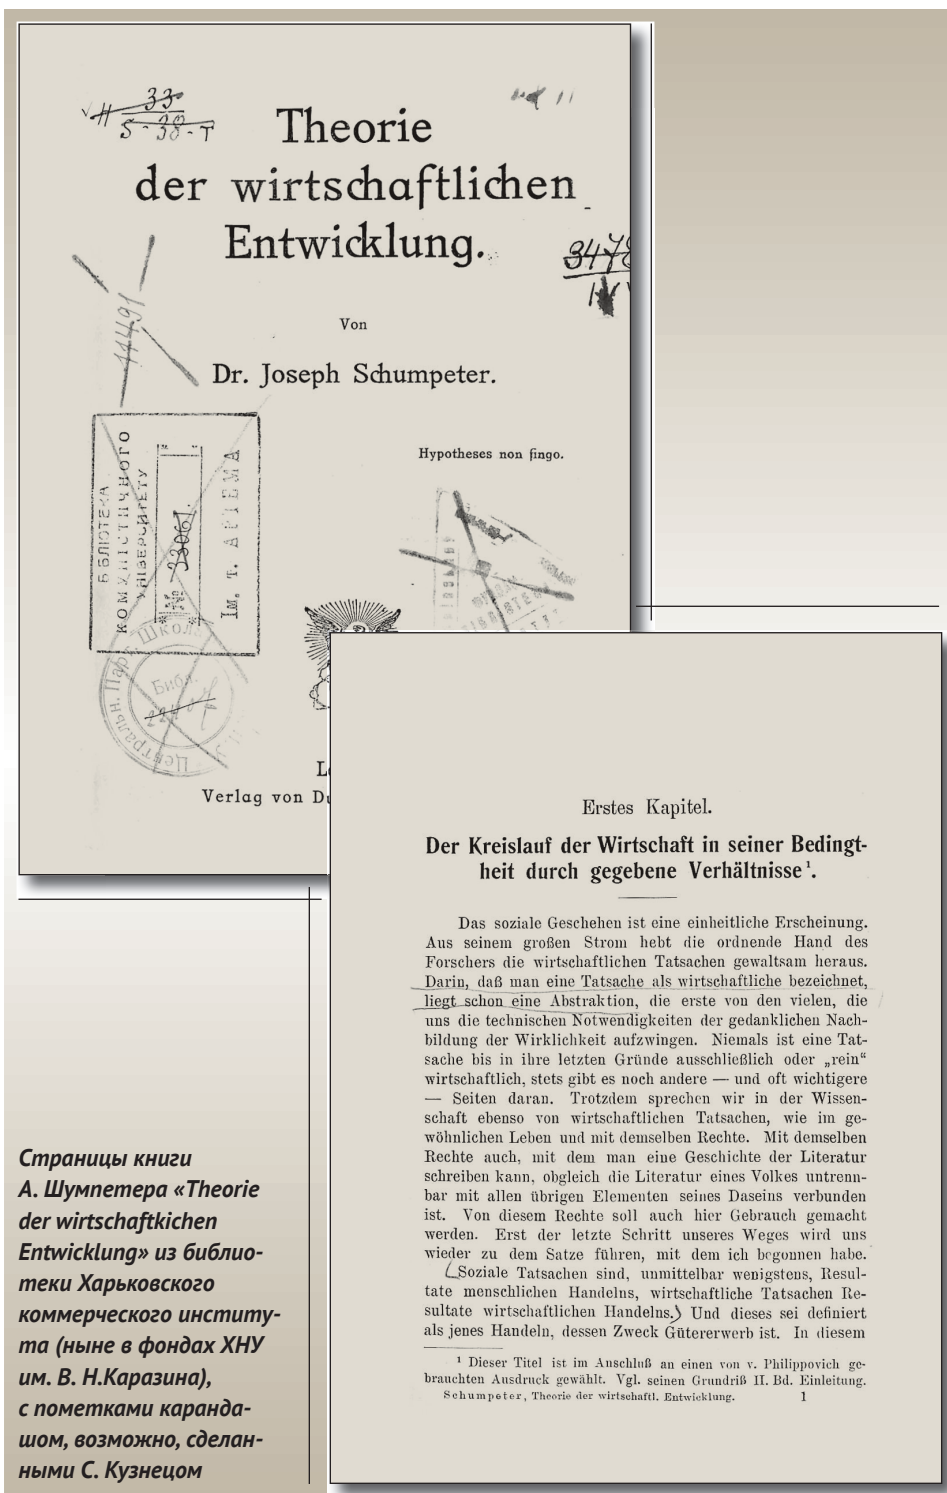 33
5-38-T
Theorie
der wirtschaftlichen
Entwicklung.
3478
11491
Von
Dr. Joseph Schumpeter.
Hypotheses non fingo.
БІБЛІОТЕКА
КОМУНІСТИЧНОГО
УНІВЕРСИТЕТУ
ІМ. т. АРТЕМА
Центральн. Парт. Школа
Библ.
Verlag von
Erstes Kapitel.
Der Kreislauf der Wirtschaft in seiner Bedingt-
heit durch gegebene Verhältnisse¹.
Das soziale Geschehen ist eine einheitliche Erscheinung.
Aus seinem großen Strom hebt die ordnende Hand des
Forschers die wirtschaftlichen Tatsachen gewaltsam heraus.
Darin, daß man eine Tatsache als wirtschaftliche bezeichnet,
liegt schon eine Abstraktion, die erste von den vielen, die
uns die technischen Notwendigkeiten der gedanklichen Nach-
bildung der Wirklichkeit aufzwingen. Niemals ist eine Tat-
sache bis in ihre letzten Gründe ausschließlich oder „rein“
wirtschaftlich, stets gibt es noch andere — und oft wichtigere
— Seiten daran. Trotzdem sprechen wir in der Wissen-
schaft ebenso von wirtschaftlichen Tatsachen, wie im ge-
wöhnlichen Leben und mit demselben Rechte. Mit demselben
Rechte auch, mit dem man eine Geschichte der Literatur
schreiben kann, obgleich die Literatur eines Volkes untrenn-
bar mit allen übrigen Elementen seines Daseins verbunden
ist. Von diesem Rechte soll auch hier Gebrauch gemacht
werden. Erst der letzte Schritt unseres Weges wird uns
wieder zu dem Satze führen, mit dem ich begonnen habe.
Soziale Tatsachen sind, unmittelbar wenigstens, Resul-
tate menschlichen Handelns, wirtschaftliche Tatsachen Re-
sultate wirtschaftlichen Handelns.) Und dieses sei definiert
als jenes Handeln, dessen Zweck Gütererwerb ist. In diesem
¹ Dieser Titel ist im Anschluß an einen von v. Philippovich ge-
brauchten Ausdruck gewählt. Vgl. seinen Grundriß II. Bd. Einleitung.
Schumpeter, Theorie der wirtschaftl. Entwicklung. 1
Страницы книги
А. Шумпетера «Theorie
der wirtschaftkichen
Entwicklung» из библио-
теки Харьковского
коммерческого институ-
та (ныне в фондах ХНУ
им. В. Н.Каразина),
с пометками каранда-
шом, возможно, сделан-
ными С. Кузнецом